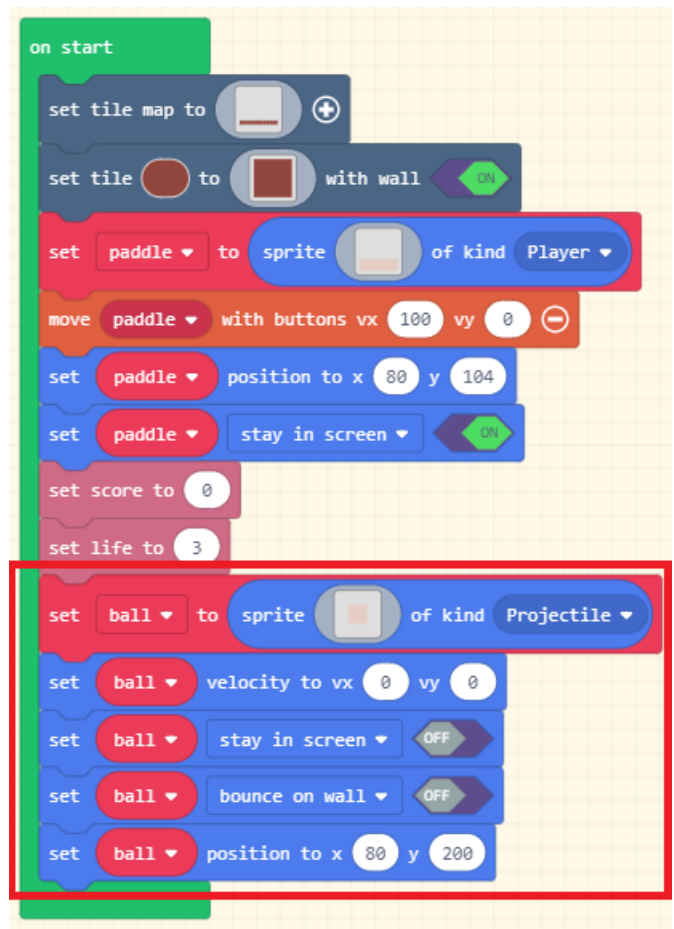 on start
set tile map to
set tile to with wall ON
set paddle to sprite of kind Player
move paddle with buttons vx 100 vy 0
set paddle position to x 80 y 104
set paddle stay in screen ON
set score to 0
set life to 3
set ball to sprite of kind Projectile
set ball velocity to vx 0 vy 0
set ball stay in screen OFF
set ball bounce on wall OFF
set ball position to x 80 y 200